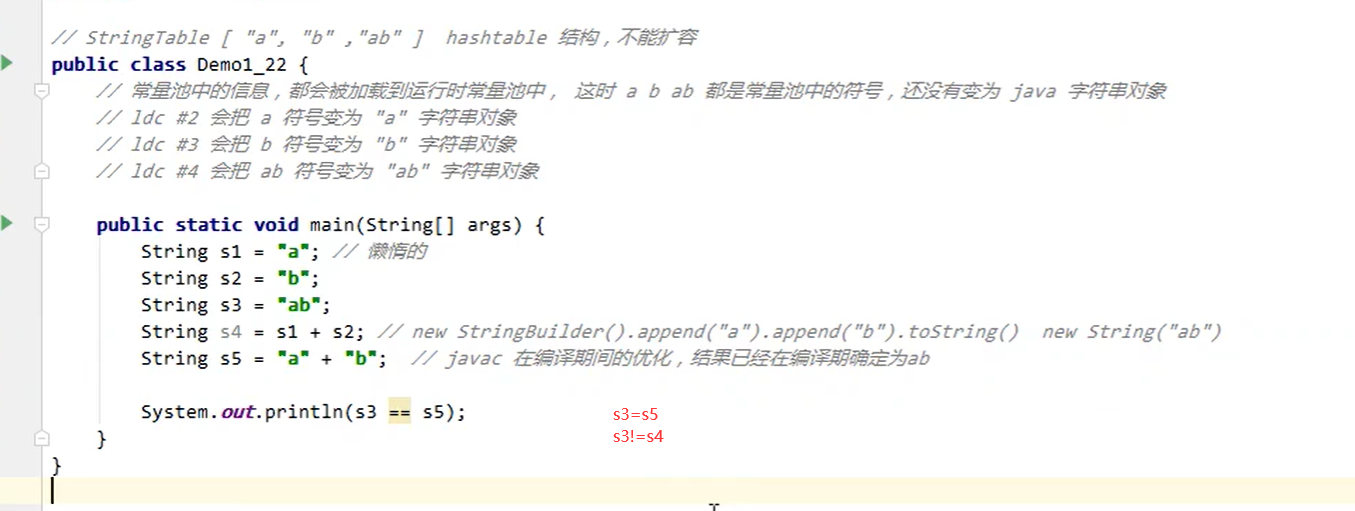 // StringTable [ "a", "b" ,"ab" ]  hashtable 结构，不能扩容
public class Demo1_22 {
// 常量池中的信息，都会被加载到运行时常量池中， 这时 a b ab 都是常量池中的符号，还没有变为 java 字符串对象
// ldc #2 会把 a 符号变为 "a" 字符串对象
// ldc #3 会把 b 符号变为 "b" 字符串对象
// ldc #4 会把 ab 符号变为 "ab" 字符串对象
public static void main(String[] args) {
String s1 = "a"; // 懒惰的
String s2 = "b";
String s3 = "ab";
String s4 = s1 + s2; // new StringBuilder().append("a").append("b").toString()  new String("ab")
String s5 = "a" + "b";  // javac 在编译期间的优化，结果已经在编译期确定为ab
System.out.println(s3 == s5);
s3=s5
s3!=s4
}
}